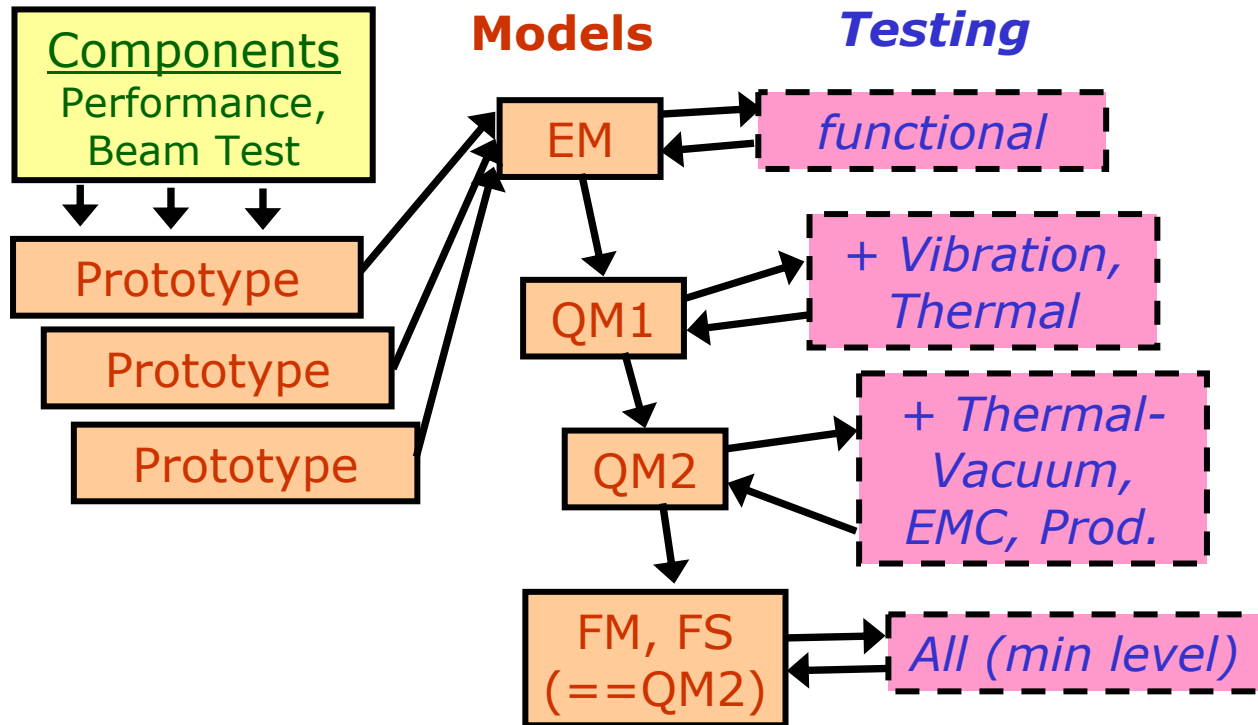 Components
Performance,
Beam Test
Models
Testing
EM
functional
Prototype
Prototype
Prototype
QM1
+ Vibration,
Thermal
QM2
+ Thermal-
Vacuum,
EMC, Prod.
FM, FS
(==QM2)
All (min level)